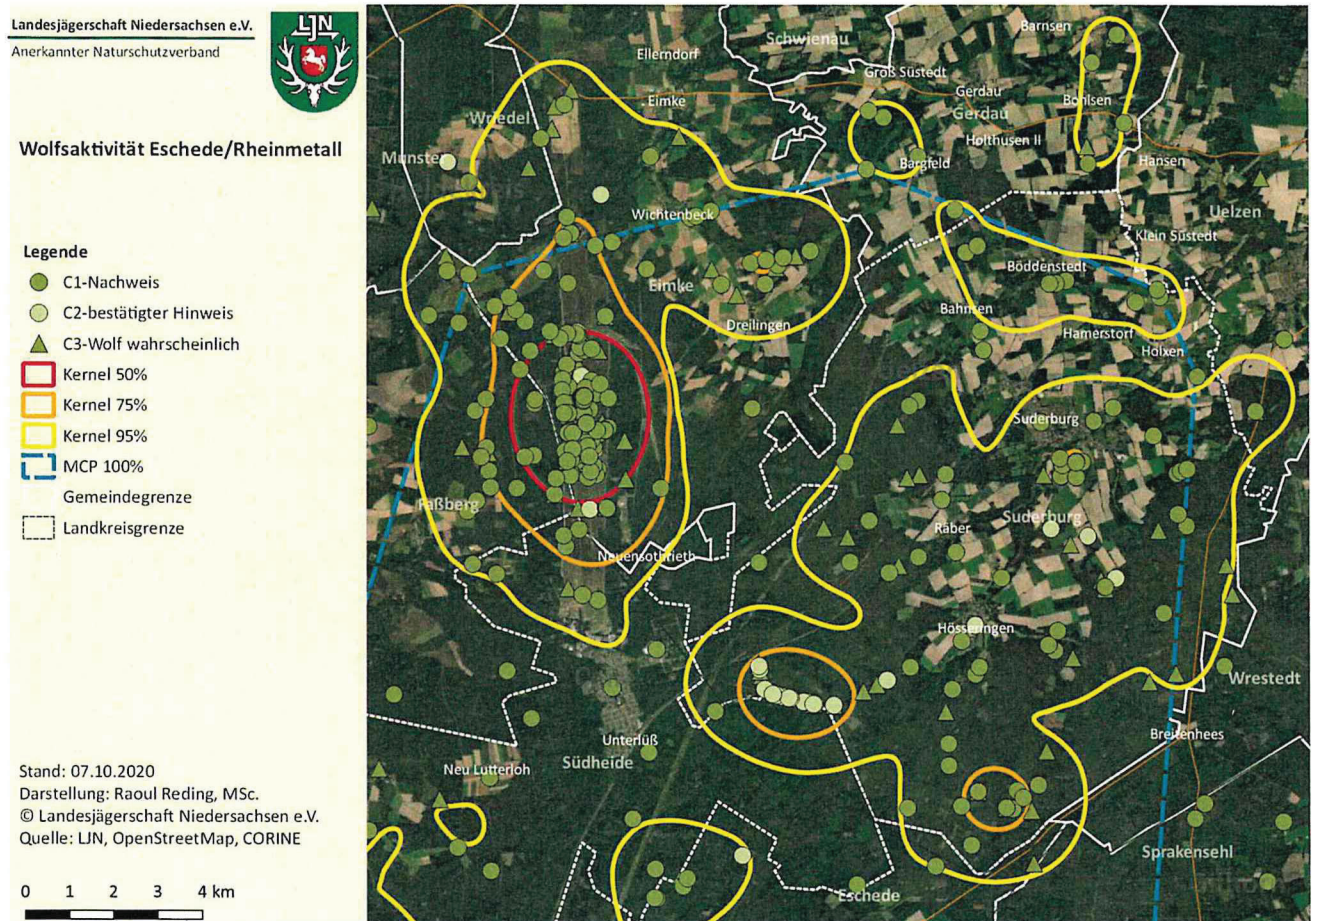 Landesjägerschaft Niedersachsen e.V.
Anerkannter Naturschutzverband
LJN
Wolfsaktivität Eschede/Rheinmetall
Legende
C1-Nachweis
C2-bestätigter Hinweis
C3-Wolf wahrscheinlich
Kernel 50%
Kernel 75%
Kernel 95%
MCP 100%
Gemeindegrenze
Landkreisgrenze
Stand: 07.10.2020
Darstellung: Raoul Reding, MSc.
© Landesjägerschaft Niedersachsen e.V.
Quelle: LJN, OpenStreetMap, CORINE
0 1 2 3 4 km
Barnsen
Schwienau
Ellerndorf
Groß Süstedt
Gerdau
Eimke
Bohlsen
Gerdau
Wriedel
Holthusen II
Munster
Bargfeld
Hansen
Wichtenbeck
Uelzen
Klein Süstedt
Böddenstedt
Eimke
Bahnsen
Dreilingen
Hamerstorf
Holxen
Suderburg
Faßberg
Suderburg
Räber
Neuensothrieth
Hösseringen
Wrestedt
Breitenhees
Unterlüß
Südheide
Neu Lutterloh
Sprakensehl
Eschede